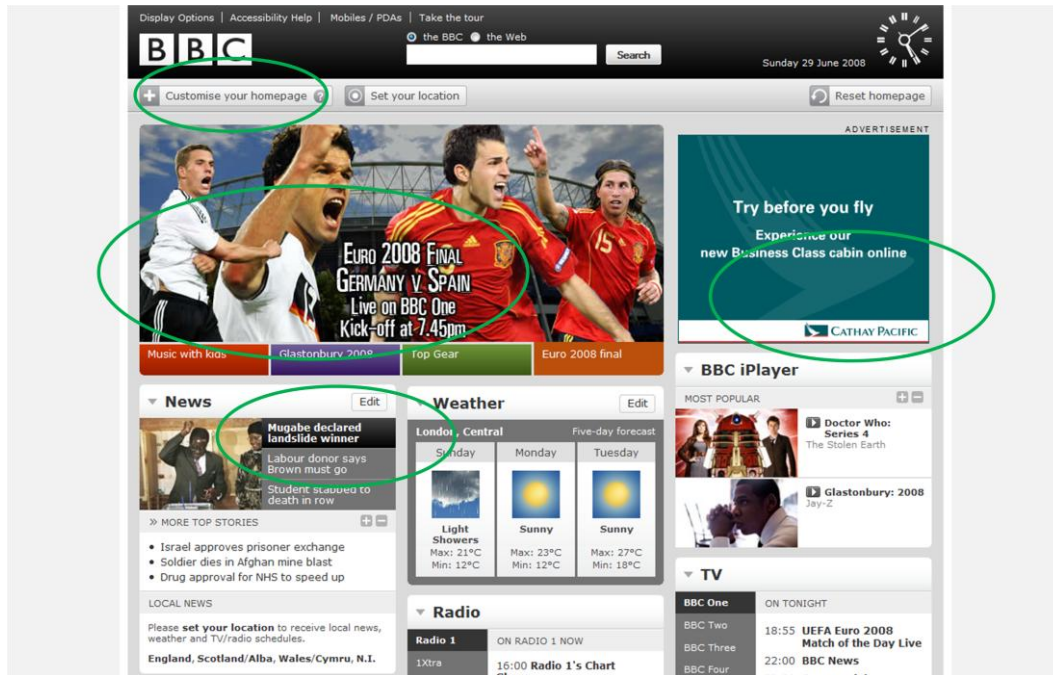 Display Options | Accessibility Help | Mobiles / PDAs | Take the tour
BBC
the BBC the Web
Search
Sunday 29 June 2008
Customise your homepage ?
Set your location
Reset homepage
ADVERTISEMENT
Try before you fly
Experience our
new Business Class cabin online
CATHAY PACIFIC
EURO 2008 FINAL
GERMANY V SPAIN
Live on BBC One
Kick-off at 7.45pm
15
Music with kids
Glastonbury 2008
Top Gear
Euro 2008 final
News
Edit
Mugabe declared
landslide winner
Labour donor says
Brown must go
Student stabbed to
death in row
» MORE TOP STORIES
• Israel approves prisoner exchange
• Soldier dies in Afghan mine blast
• Drug approval for NHS to speed up
LOCAL NEWS
Please set your location to receive local news,
weather and TV/radio schedules.
England, Scotland/Alba, Wales/Cymru, N.I.
Weather
Edit
London, Central
Five-day forecast
Sunday Monday Tuesday
Light
Showers
Sunny
Sunny
Max: 21°C Max: 23°C Max: 27°C
Min: 12°C Min: 12°C Min: 18°C
Radio
Radio 1
1Xtra
ON RADIO 1 NOW
16:00 Radio 1's Chart
BBC iPlayer
MOST POPULAR
Doctor Who:
Series 4
The Stolen Earth
Glastonbury: 2008
Jay-Z
TV
BBC One
BBC Two
BBC Three
BBC Four
ON TONIGHT
18:55 UEFA Euro 2008
Match of the Day Live
22:00 BBC News